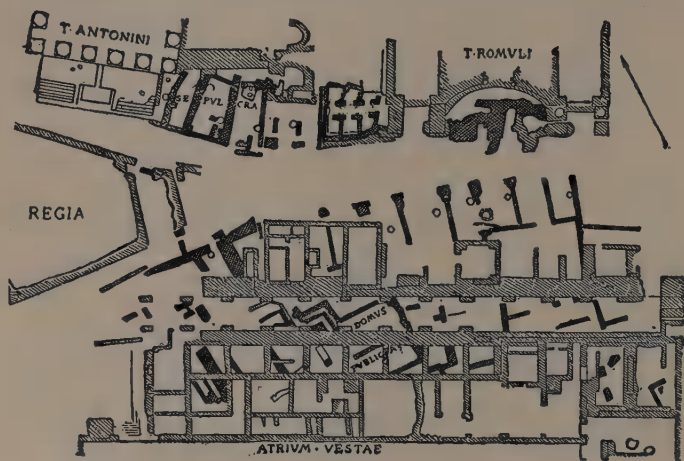 T·ANTONINI
T·ROMVLI
SEPVLCRA
REGIA
DOMVS
PVBLICA
ATRIVM·VESTAE